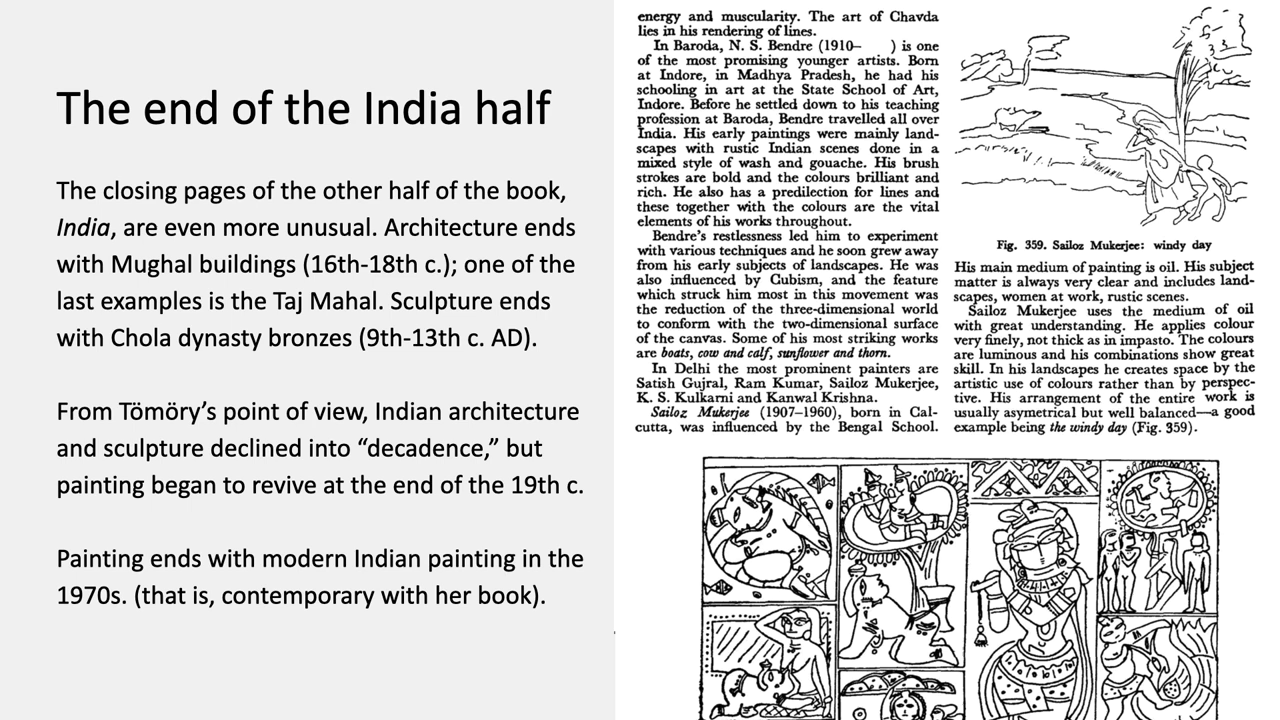 The end of the India half
The closing pages of the other half of the book,
India, are even more unusual. Architecture ends
with Mughal buildings (16th-18th c.); one of the
last examples is the Taj Mahal. Sculpture ends
with Chola dynasty bronzes (9th-13th c. AD).
From Tömöry’s point of view, Indian architecture
and sculpture declined into “decadence,” but
painting began to revive at the end of the 19th c.
Painting ends with modern Indian painting in the
1970s. (that is, contemporary with her book).
energy and muscularity. The art of Chavda
lies in his rendering of lines.
In Baroda, N. S. Bendre (1910– ) is one
of the most promising younger artists. Born
at Indore, in Madhya Pradesh, he had his
schooling in art at the State School of Art,
Indore. Before he settled down to his teaching
profession at Baroda, Bendre travelled all over
India. His early paintings were mainly land-
scapes with rustic Indian scenes done in a
mixed style of wash and gouache. His brush
strokes are bold and the colours brilliant and
rich. He also has a predilection for lines and
these together with the colours are the vital
elements of his works throughout.
Bendre's restlessness led him to experiment
with various techniques and he soon grew away
from his early subjects of landscapes. He was
also influenced by Cubism, and the feature
which struck him most in this movement was
the reduction of the three-dimensional world
to conform with the two-dimensional surface
of the canvas. Some of his most striking works
are boats, cow and calf, sunflower and thorn.
In Delhi the most prominent painters are
Satish Gujral, Ram Kumar, Sailoz Mukerjee,
K. S. Kulkarni and Kanwal Krishna.
Sailoz Mukerjee (1907–1960), born in Cal-
cutta, was influenced by the Bengal School.
Fig. 359. Sailoz Mukerjee: windy day
His main medium of painting is oil. His subject
matter is always very clear and includes land-
scapes, women at work, rustic scenes.
Sailoz Mukerjee uses the medium of oil
with great understanding. He applies colour
very finely, not thick as in impasto. The colours
are luminous and his combinations show great
skill. In his landscapes he creates space by the
artistic use of colours rather than by perspec-
tive. His arrangement of the entire work is
usually asymetrical but well balanced—a good
example being the windy day (Fig. 359).